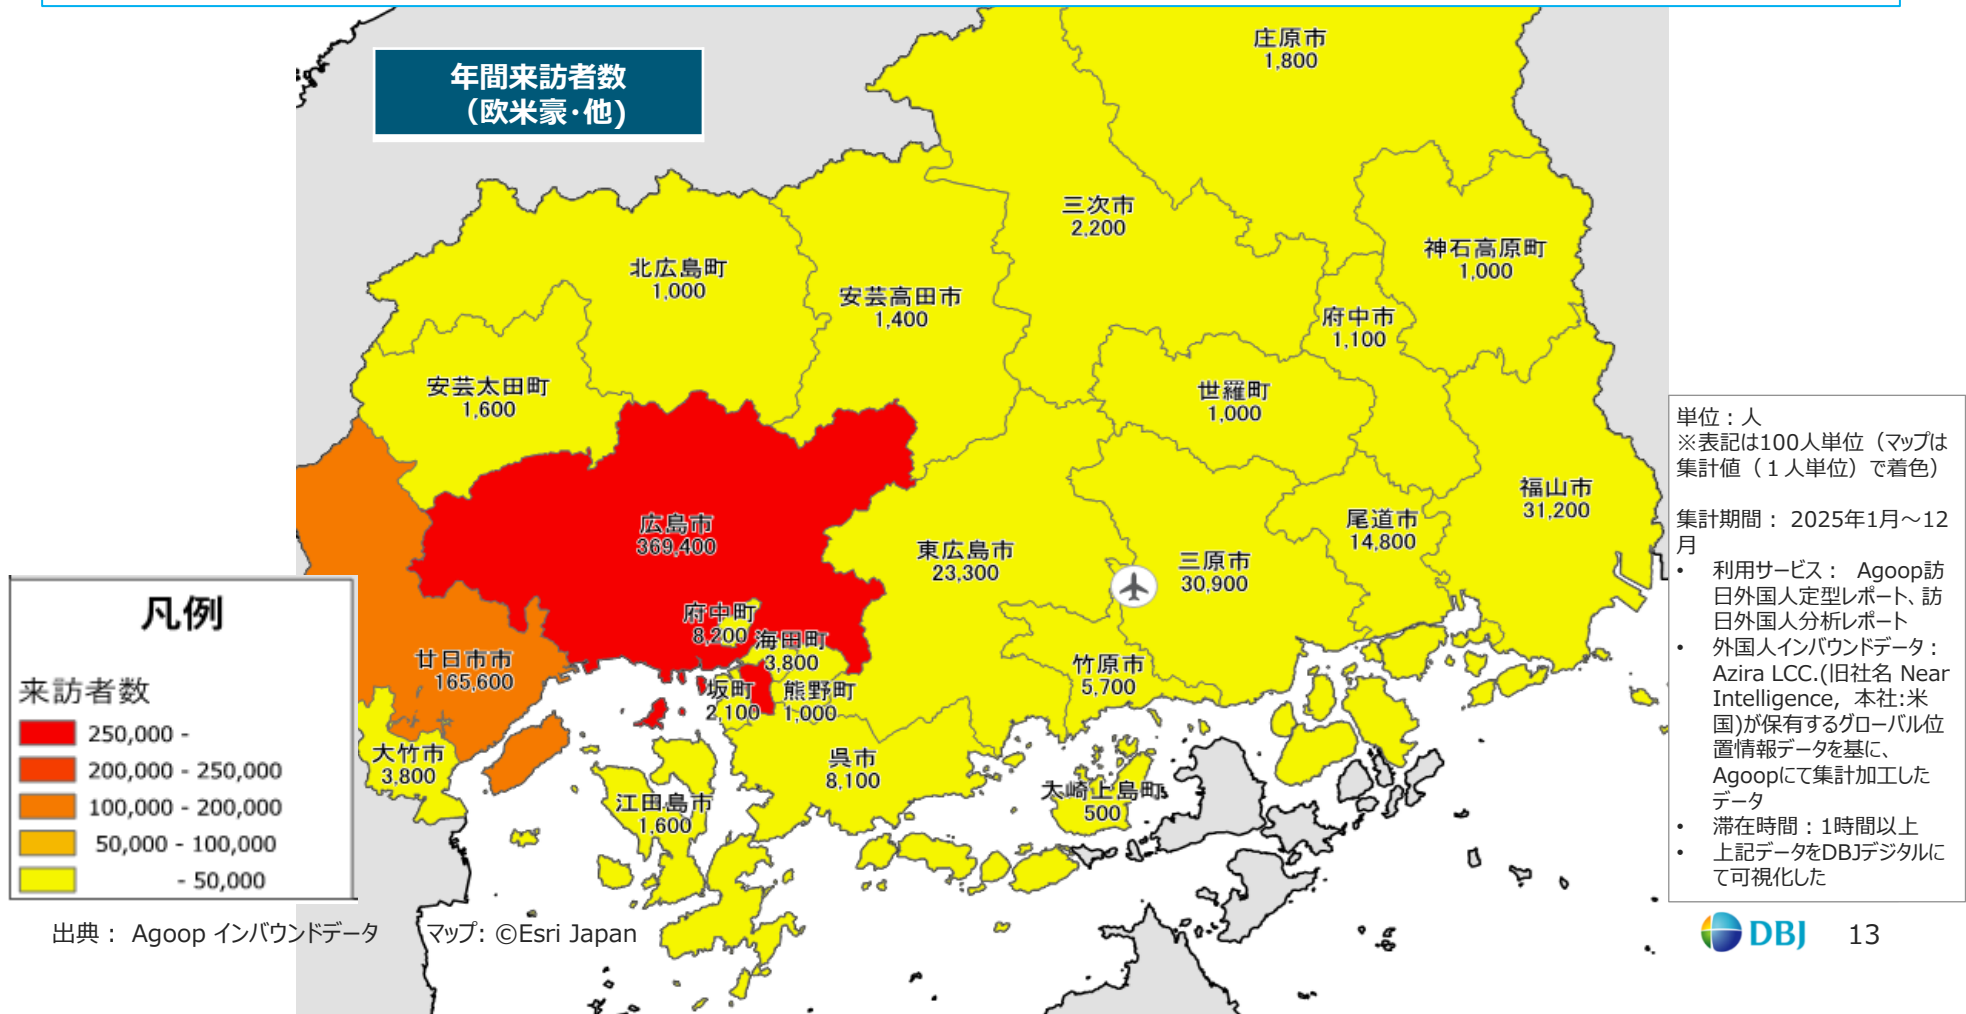 年間来訪者数
（欧米豪･他）
庄原市
1,800
三次市
2,200
神石高原町
1,000
北広島町
1,000
安芸高田市
1,400
府中市
1,100
安芸太田町
1,600
世羅町
1,000
福山市
31,200
広島市
369,400
尾道市
14,800
東広島市
23,300
三原市
30,900
府中町
8,200
海田町
3,800
廿日市市
165,600
坂町
2,100
熊野町
1,000
竹原市
5,700
大竹市
3,800
呉市
8,100
江田島市
1,600
大崎上島町
500
凡例
来訪者数
250,000 -
200,000 - 250,000
100,000 - 200,000
50,000 - 100,000
- 50,000
単位：人
※表記は100人単位（マップは
集計値（１人単位）で着色）
集計期間： 2025年1月～12
月
• 利用サービス： Agoop訪
日外国人定型レポート、訪
日外国人分析レポート
• 外国人インバウンドデータ：
Azira LCC.(旧社名 Near
Intelligence, 本社:米
国)が保有するグローバル位
置情報データを基に、
Agoopにて集計加工した
データ
• 滞在時間：1時間以上
• 上記データをDBJデジタルに
て可視化した
出典： Agoop インバウンドデータ マップ: ©Esri Japan
DBJ 13